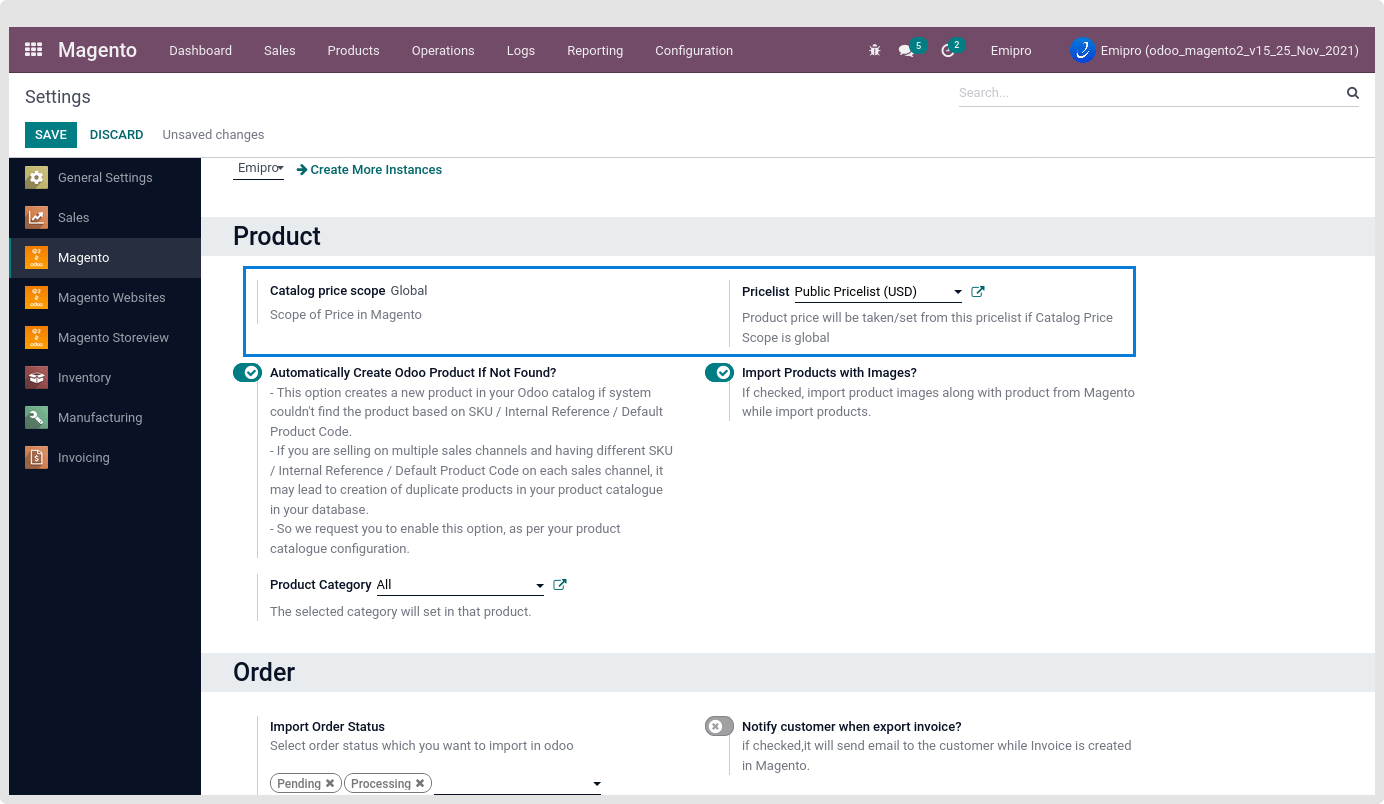 Magento
Dashboard
Sales
Products
Operations
Logs
Reporting
Configuration
5
2
Emipro
Emipro (odoo_magento2_v15_25_Nov_2021)
Settings
Search...
SAVE
DISCARD
Unsaved changes
General Settings
Sales
Magento
Magento Websites
Magento Storeview
Inventory
Manufacturing
Invoicing
Emipro
Create More Instances
Product
Catalog price scope Global
Scope of Price in Magento
Pricelist Public Pricelist (USD)
Product price will be taken/set from this pricelist if Catalog Price
Scope is global
Automatically Create Odoo Product If Not Found?
- This option creates a new product in your Odoo catalog if system
couldn't find the product based on SKU / Internal Reference / Default
Product Code.
- If you are selling on multiple sales channels and having different SKU
/ Internal Reference / Default Product Code on each sales channel, it
may lead to creation of duplicate products in your product catalogue
in your database.
- So we request you to enable this option, as per your product
catalogue configuration.
Import Products with Images?
If checked, import product images along with product from Magento
while import products.
Product Category All
The selected category will set in that product.
Order
Import Order Status
Select order status which you want to import in odoo
Pending
Processing
Notify customer when export invoice?
if checked,it will send email to the customer while Invoice is created
in Magento.